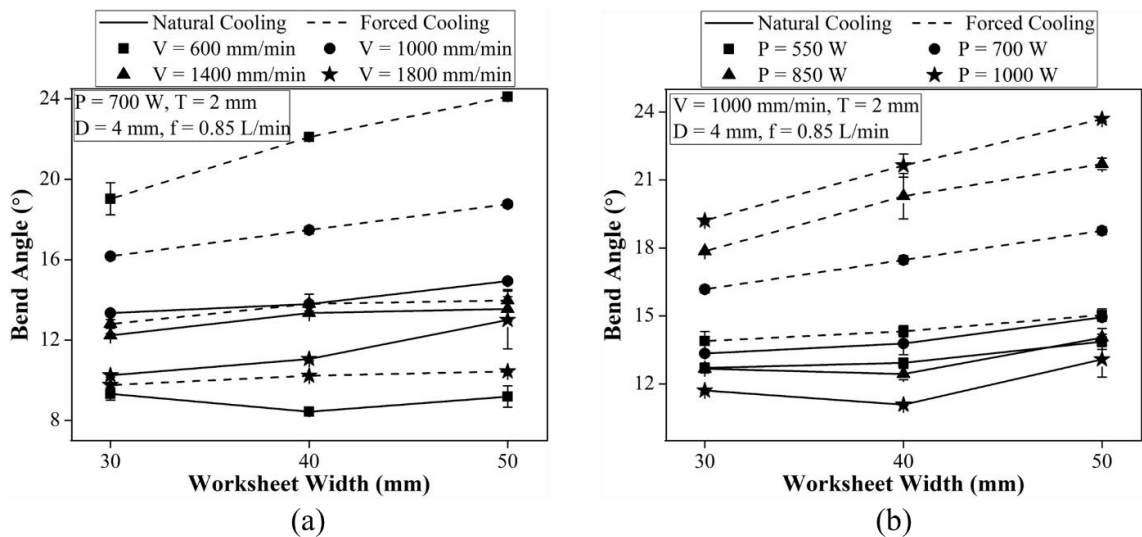 Natural Cooling Forced Cooling
V = 600 mm/min V = 1000 mm/min
V = 1400 mm/min V = 1800 mm/min
P = 700 W, T = 2 mm
D = 4 mm, f = 0.85 L/min
24
20
16
12
8
Bend Angle (°)
30 40 50
Worksheet Width (mm)
(a)
Natural Cooling Forced Cooling
P = 550 W P = 700 W
P = 850 W P = 1000 W
V = 1000 mm/min, T = 2 mm
D = 4 mm, f = 0.85 L/min
24
21
18
15
12
Bend Angle (°)
30 40 50
Worksheet Width (mm)
(b)